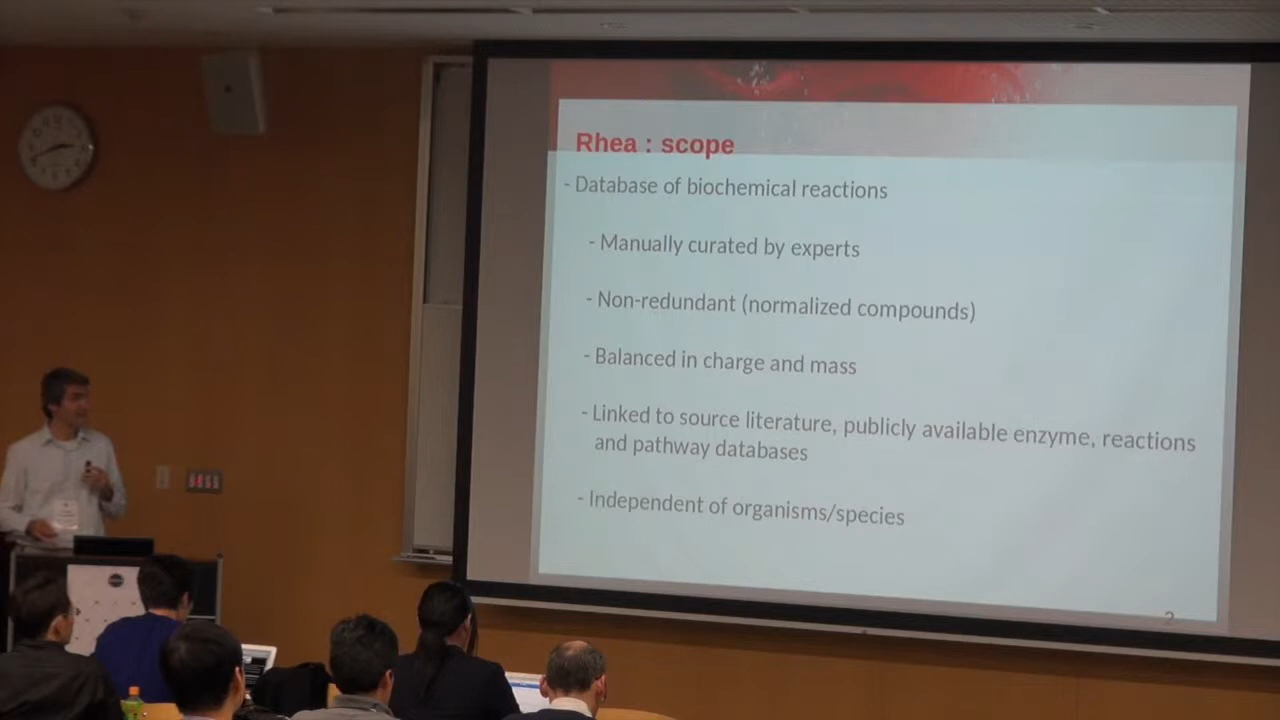 Rhea : scope
- Database of biochemical reactions
- Manually curated by experts
- Non-redundant (normalized compounds)
- Balanced in charge and mass
- Linked to source literature, publicly available enzyme, reactions
and pathway databases
- Independent of organisms/species
2